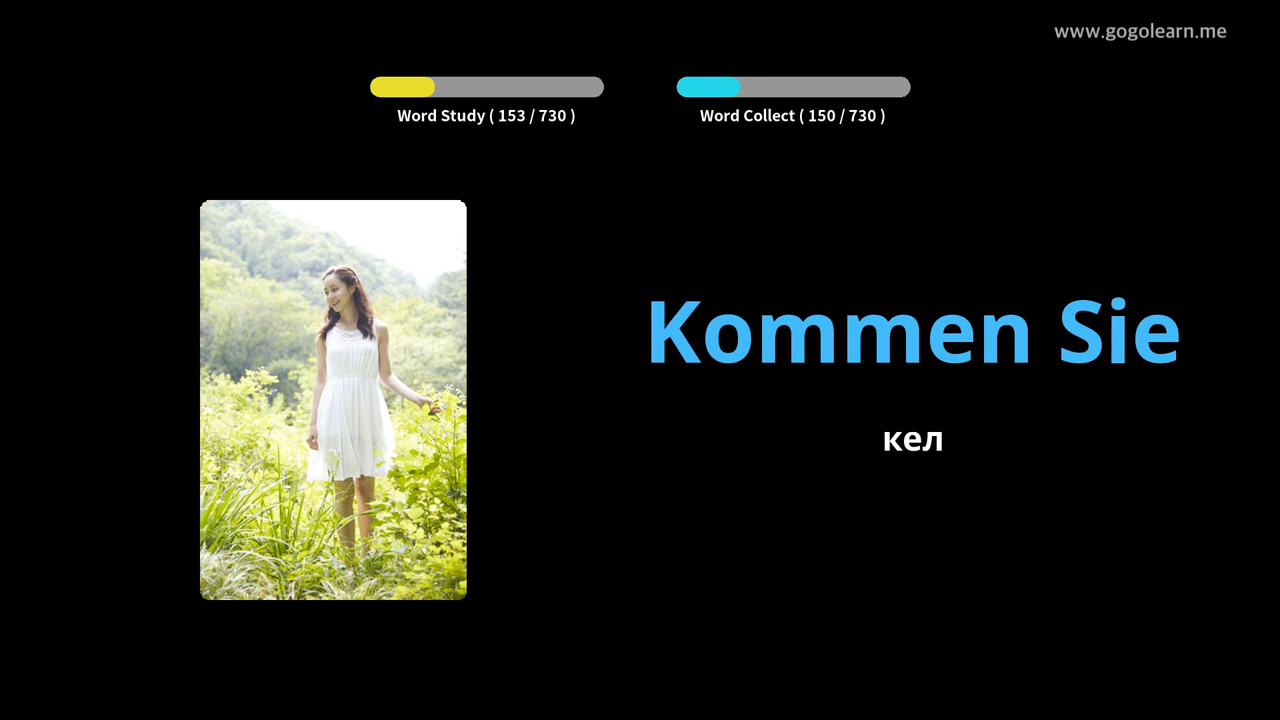 www.gogolearn.me
Word Study ( 153 / 730 )
Word Collect ( 150 / 730 )
Kommen Sie
кел